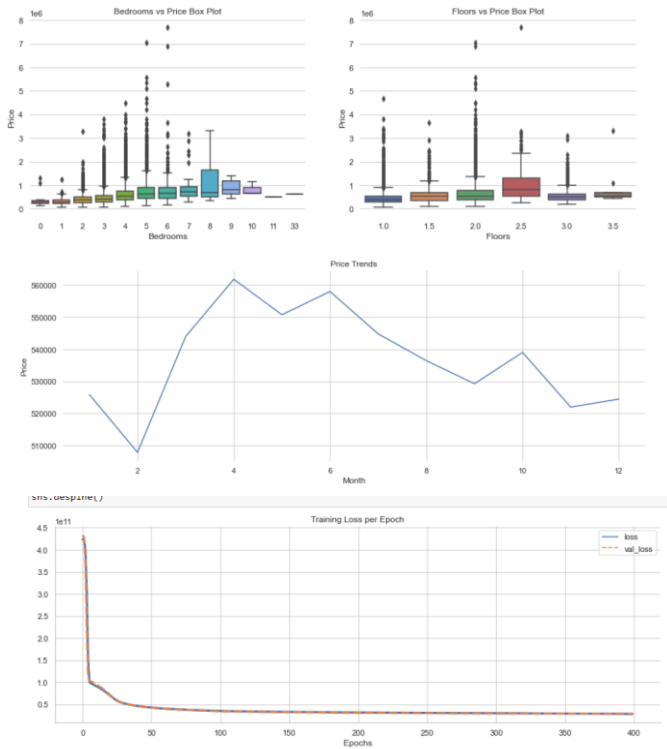 Bedrooms vs Price Box Plot
1e6
8
7
6
5
4
3
2
1
0
Price
0 1 2 3 4 5 6 7 8 9 10 11 33
Bedrooms
Floors vs Price Box Plot
1e6
8
7
6
5
4
3
2
1
0
Price
1.0 1.5 2.0 2.5 3.0 3.5
Floors
Price Trends
560000
550000
540000
530000
520000
510000
Price
2 4 6 8 10 12
Month
sns.despine()
Training Loss per Epoch
1e11
4.5
4.0
3.5
3.0
2.5
2.0
1.5
1.0
0.5
loss
val_loss
0 50 100 150 200 250 300 350 400
Epochs